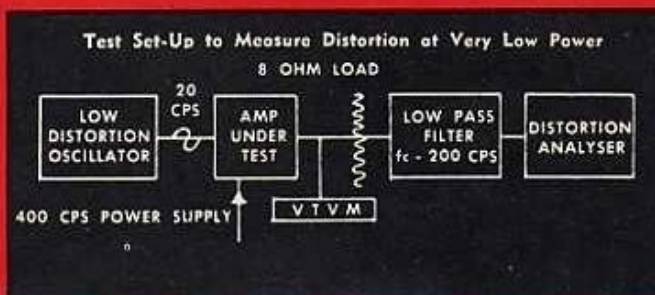 Test Set-Up to Measure Distortion at Very Low Power
8 OHM LOAD
20
CPS
LOW
DISTORTION
OSCILLATOR
AMP
UNDER
TEST
LOW PASS
FILTER
fc - 200 CPS
DISTORTION
ANALYSER
400 CPS POWER SUPPLY
VTVM